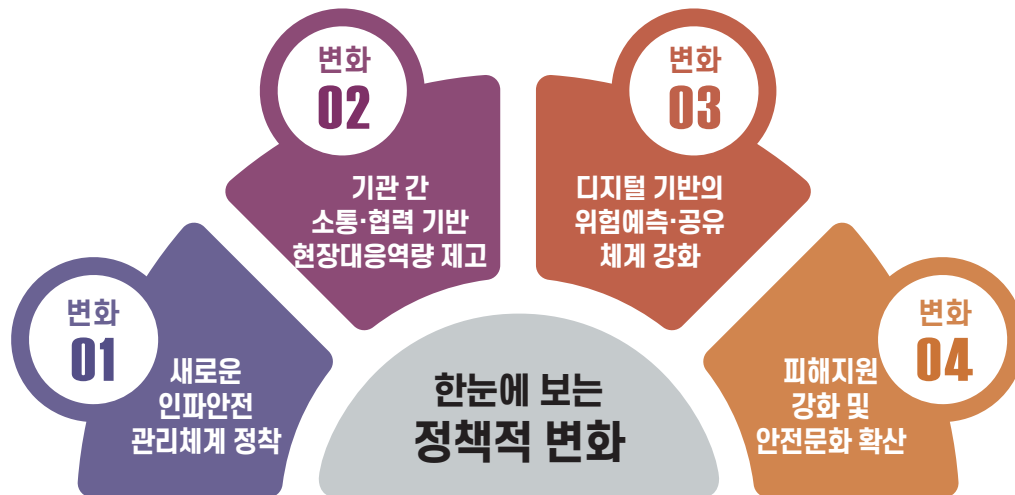 변화
01
새로운
인파안전
관리체계 정착
변화
02
기관 간
소통·협력 기반
현장대응역량 제고
변화
03
디지털 기반의
위험예측·공유
체계 강화
변화
04
피해지원
강화 및
안전문화 확산
한눈에 보는
정책적 변화